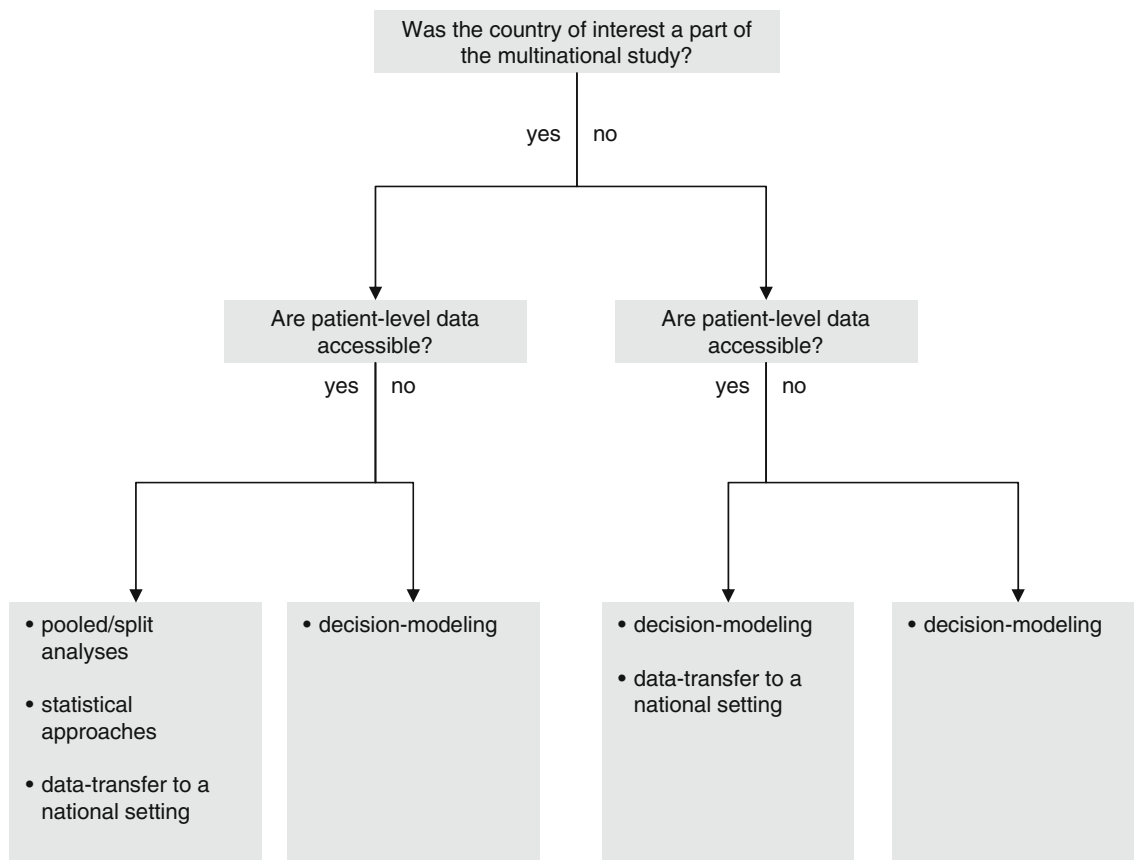 Was the country of interest a part of
the multinational study?
yes no
Are patient-level data
accessible?
yes no
Are patient-level data
accessible?
yes no
• pooled/split
analyses
• statistical
approaches
• data-transfer to a
national setting
• decision-modeling
• decision-modeling
• data-transfer to a
national setting
• decision-modeling